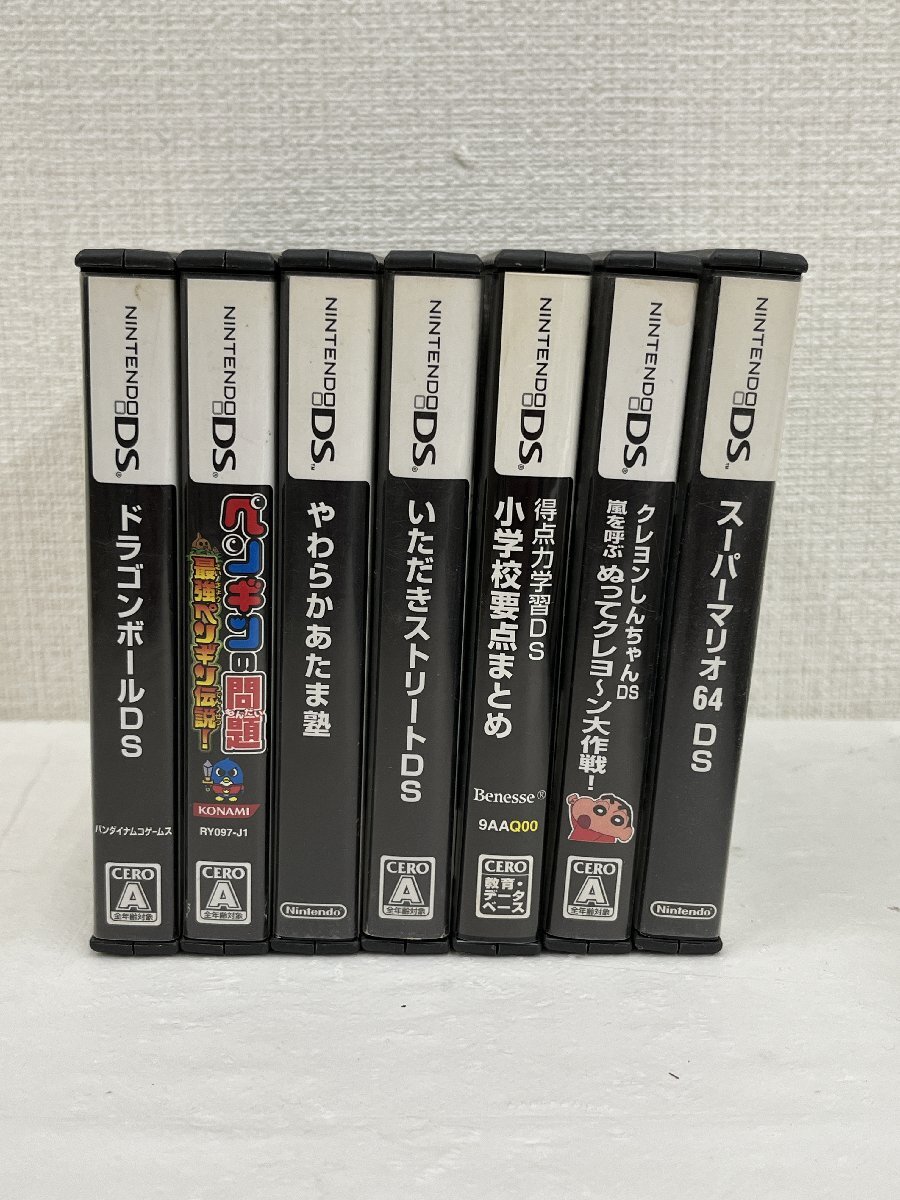 NINTENDO DS®
ドラゴンボールDS
バンダイナムコゲームス
CERO
A
全年齢対象
NINTENDO DS®
ペンギンの問題
もんだい
最強ペンギン伝説!
KONAMI
RY097-J1
CERO
A
全年齢対象
NINTENDO DS™
やわらかあたま塾
Nintendo
NINTENDO DS®
いただきストリートDS
CERO
A
全年齢対象
NINTENDO DS®
得点力学習DS
小学校要点まとめ
Benesse®
9AAQ00
CERO
教育・
データ
ベース
NINTENDO DS®
クレヨンしんちゃんDS
嵐を呼ぶ ぬってクレヨ〜ン大作戦!
CERO
A
全年齢対象
NINTENDO DS™
スーパーマリオ64 DS
Nintendo